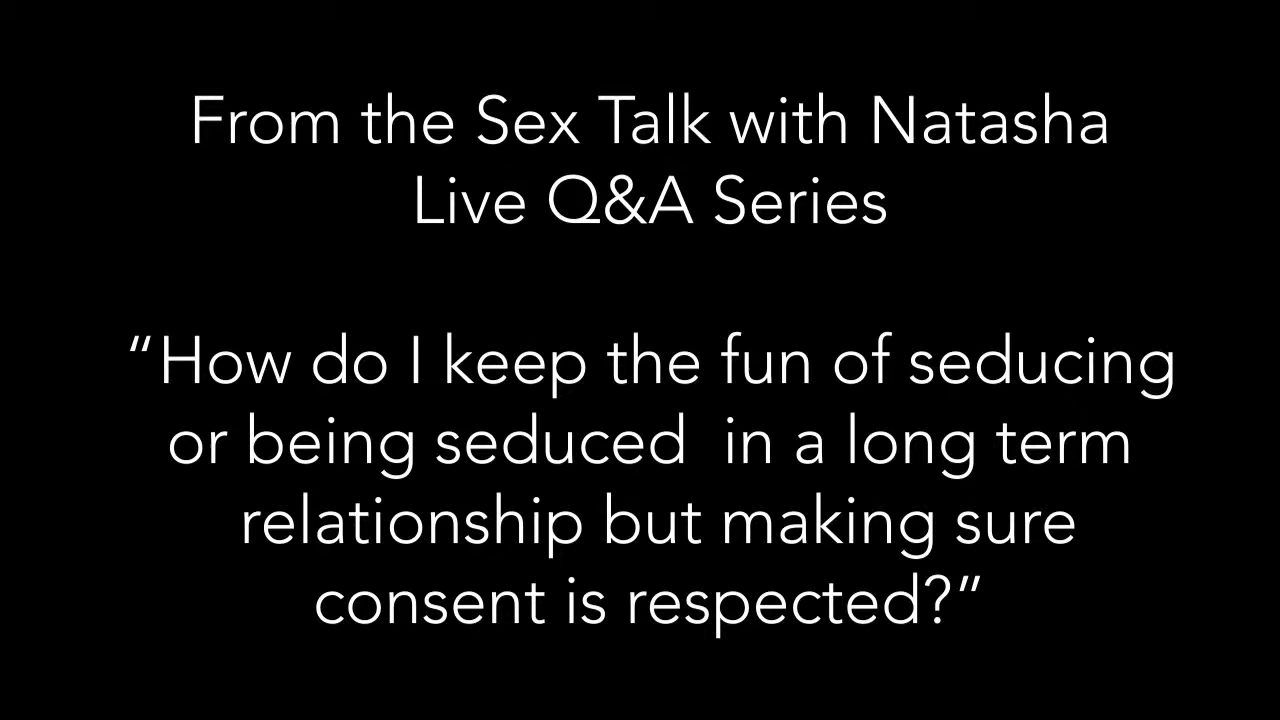 From the Sex Talk with Natasha
Live Q&A Series
“How do I keep the fun of seducing
or being seduced  in a long term
relationship but making sure
consent is respected?”